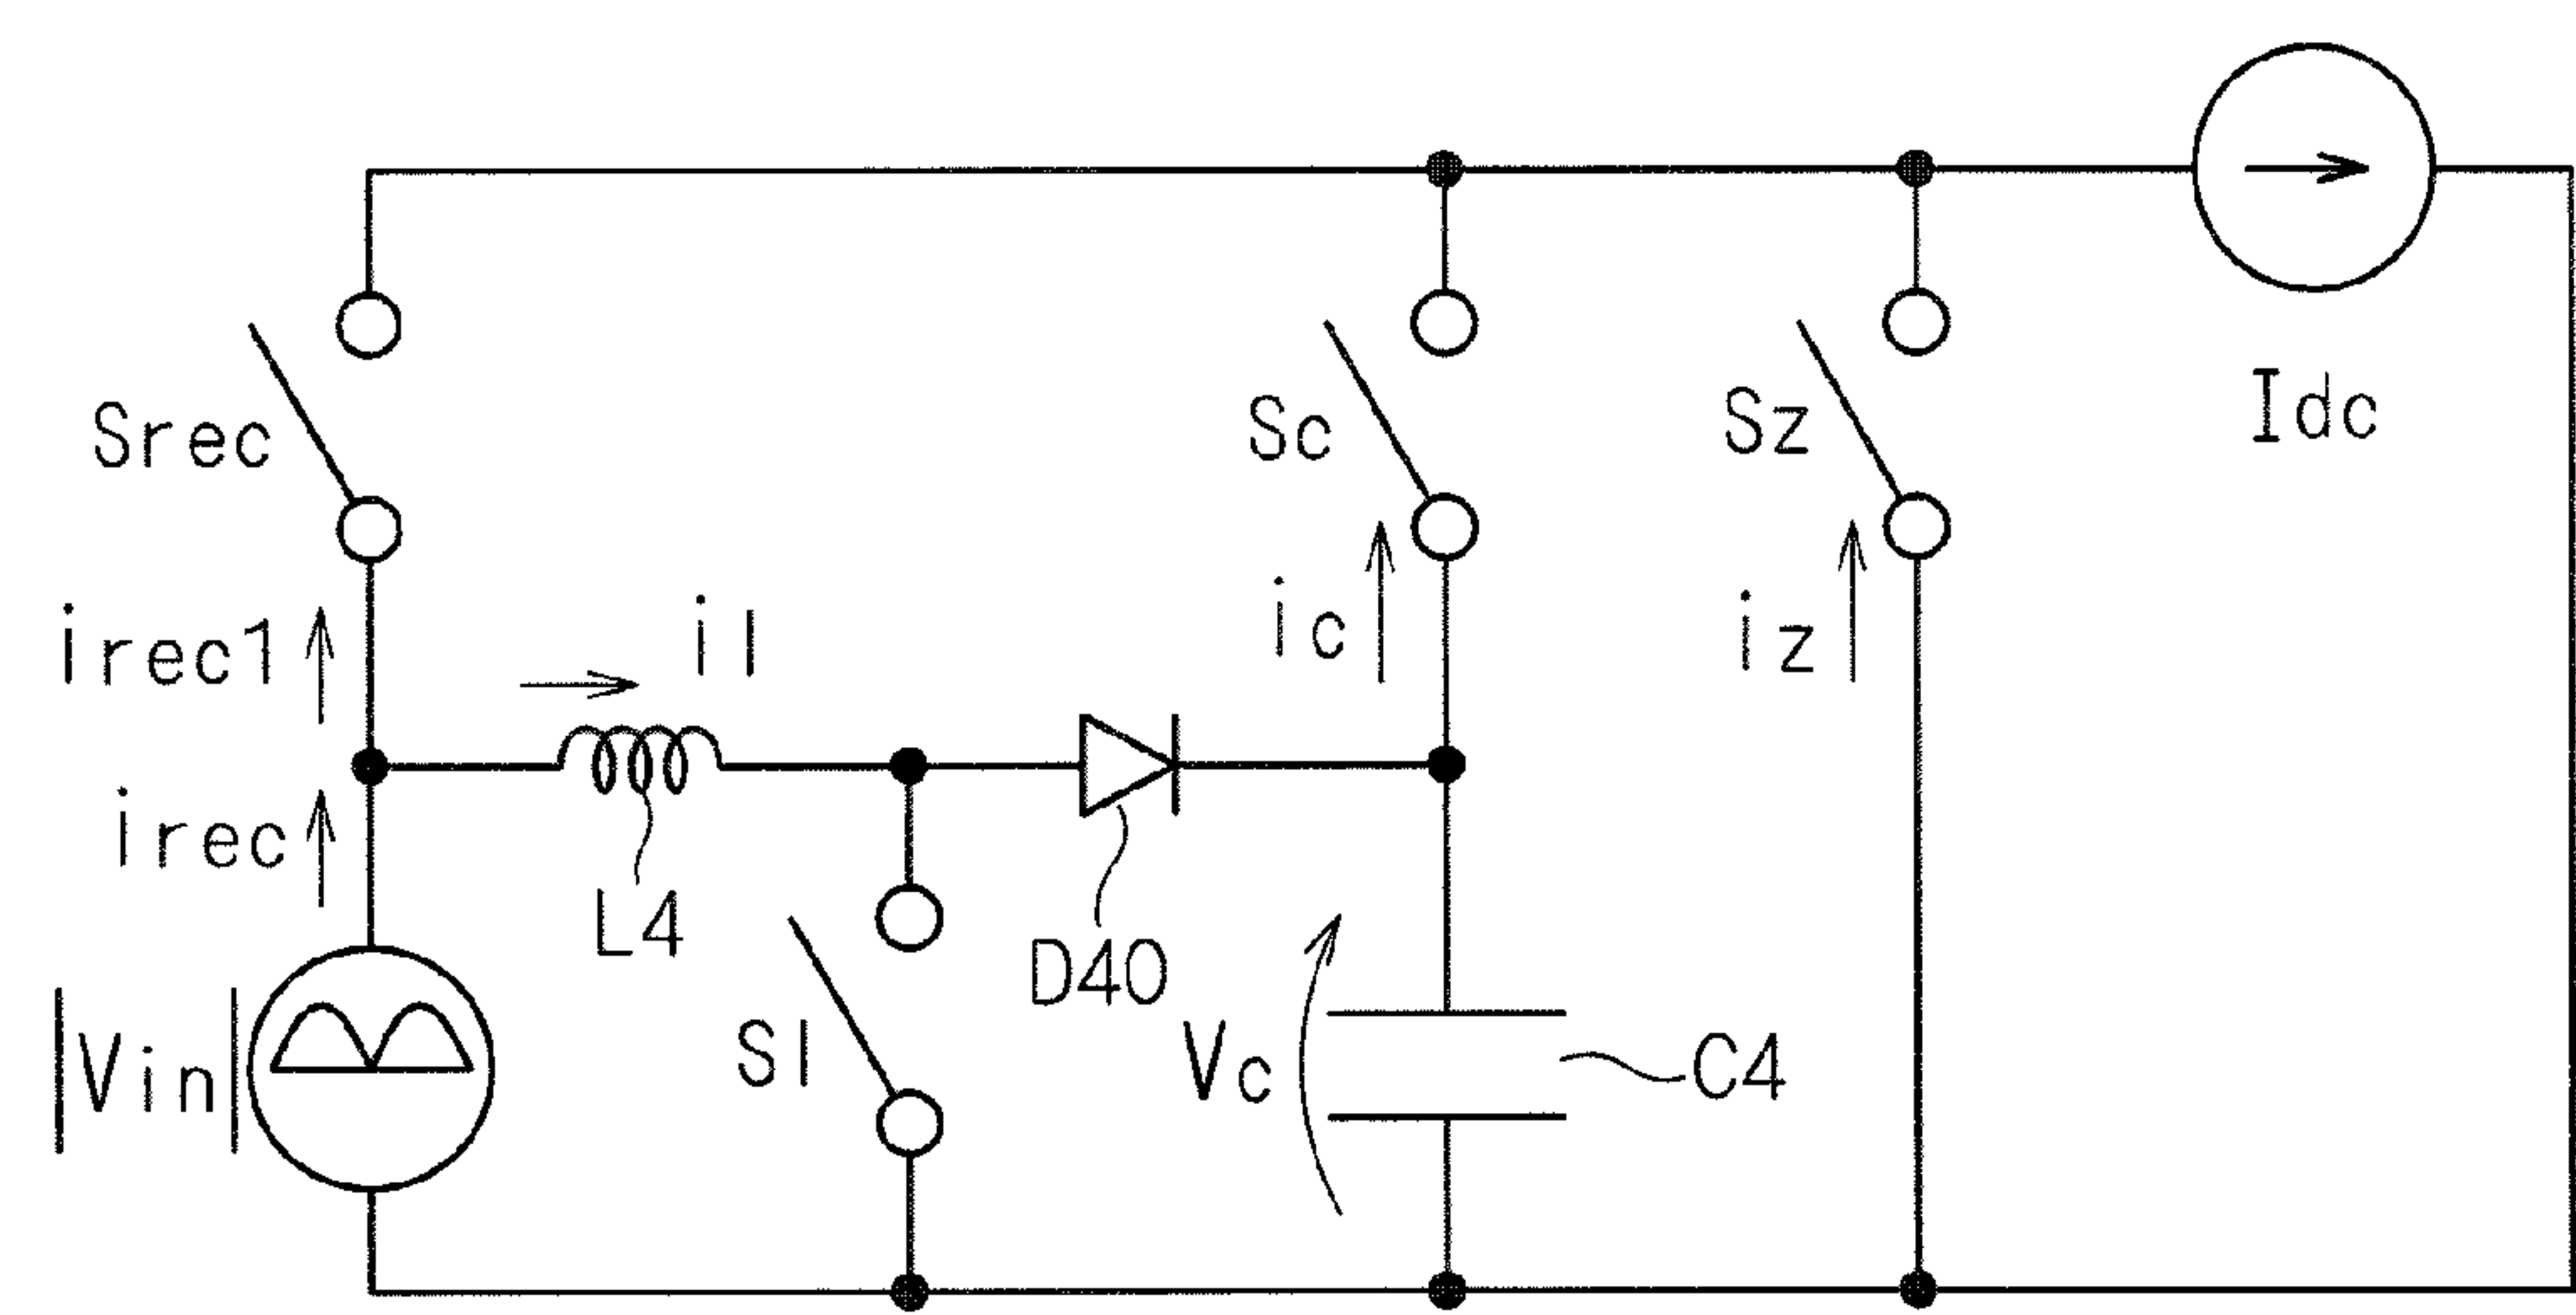 Idc
Srec
Sc
Sz
irec1
il
ic
iz
irec
L4
D40
|Vin|
Sl
Vc
C4